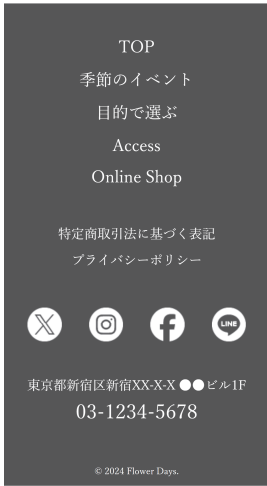 TOP
季節のイベント
目的で選ぶ
Access
Online Shop
特定商取引法に基づく表記
プライバシーポリシー
LINE
東京都新宿区新宿XX-X-X ●●ビル1F
03-1234-5678
© 2024 Flower Days.